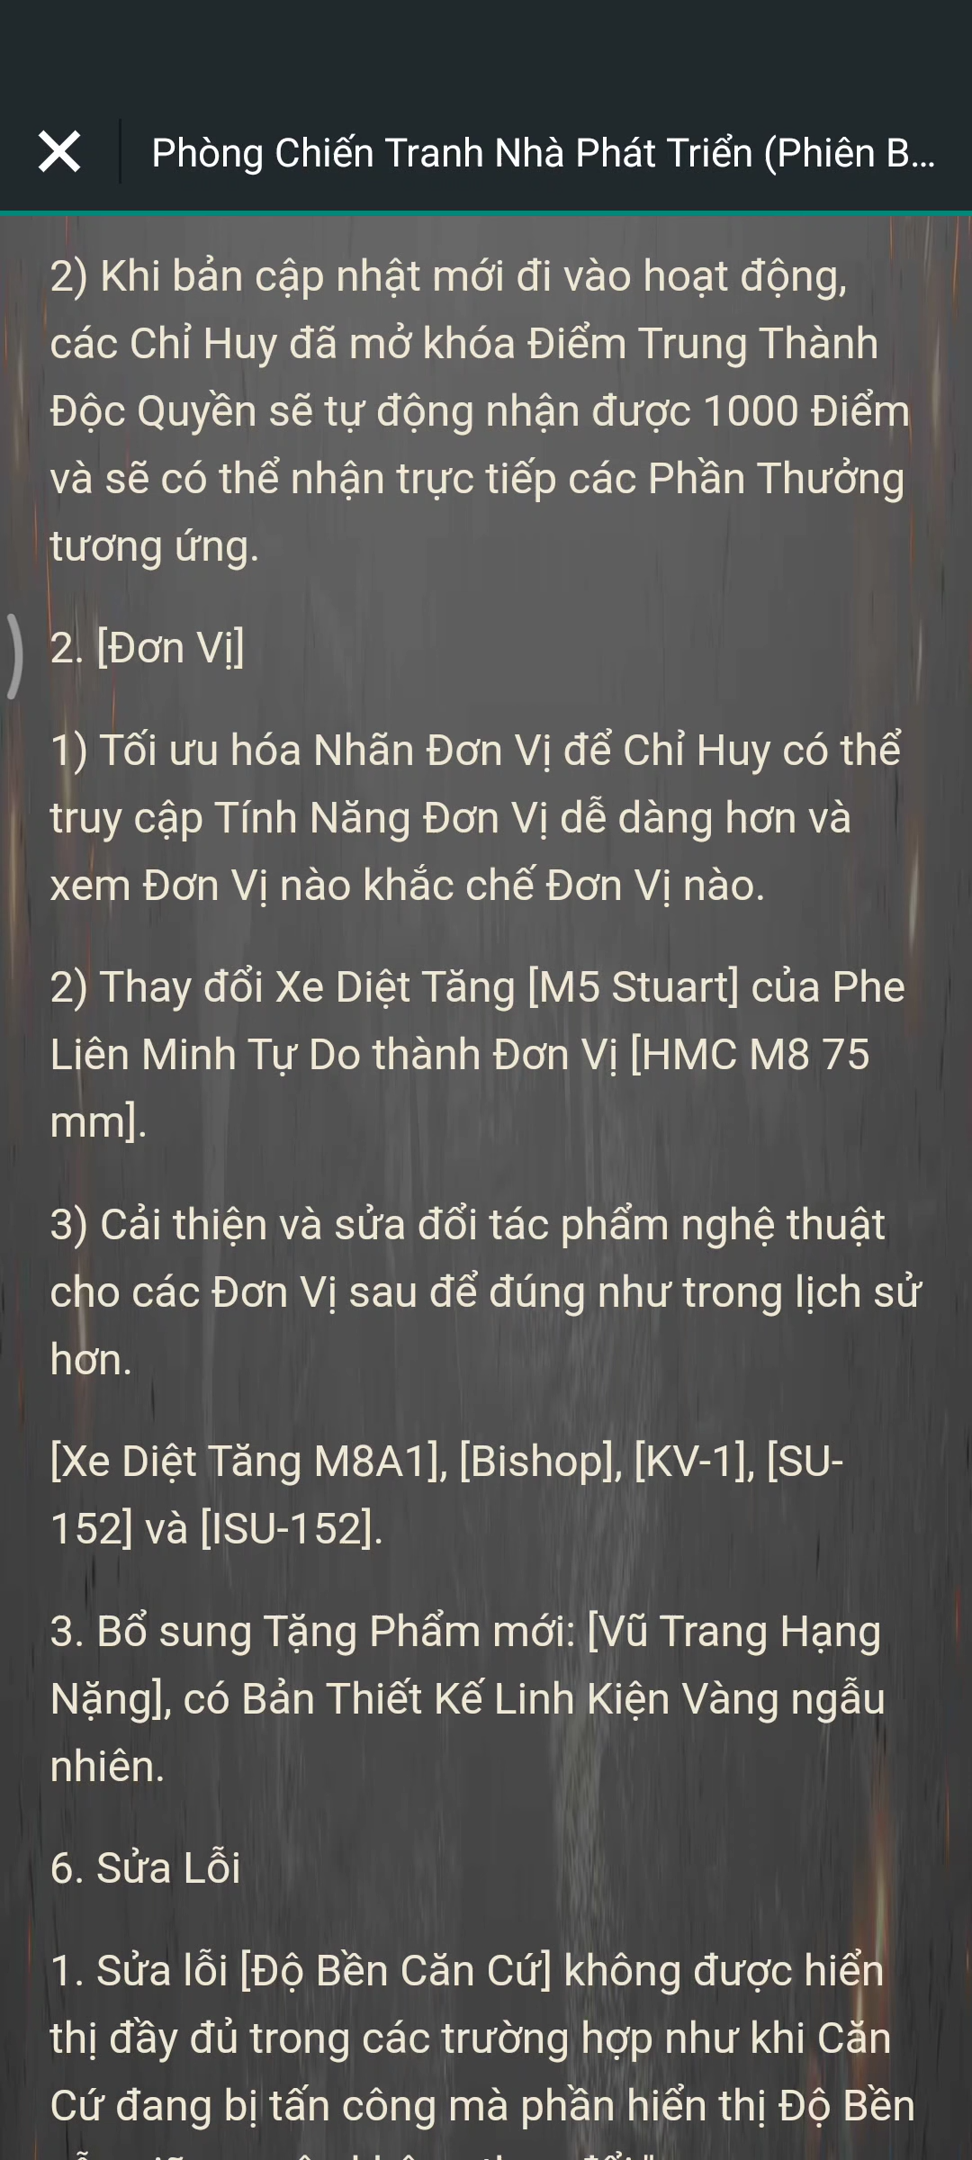 Phòng Chiến Tranh Nhà Phát Triển (Phiên B...
2) Khi bản cập nhật mới đi vào hoạt động,
các Chỉ Huy đã mở khóa Điểm Trung Thành
Độc Quyền sẽ tự động nhận được 1000 Điểm
và sẽ có thể nhận trực tiếp các Phần Thưởng
tương ứng.
2. [Đơn Vị]
1) Tối ưu hóa Nhãn Đơn Vị để Chỉ Huy có thể
truy cập Tính Năng Đơn Vị dễ dàng hơn và
xem Đơn Vị nào khắc chế Đơn Vị nào.
2) Thay đổi Xe Diệt Tăng [M5 Stuart] của Phe
Liên Minh Tự Do thành Đơn Vị [HMC M8 75
mm].
3) Cải thiện và sửa đổi tác phẩm nghệ thuật
cho các Đơn Vị sau để đúng như trong lịch sử
hơn.
[Xe Diệt Tăng M8A1], [Bishop], [KV-1], [SU-
152] và [ISU-152].
3. Bổ sung Tặng Phẩm mới: [Vũ Trang Hạng
Nặng], có Bản Thiết Kế Linh Kiện Vàng ngẫu
nhiên.
6. Sửa Lỗi
1. Sửa lỗi [Độ Bền Căn Cứ] không được hiển
thị đầy đủ trong các trường hợp như khi Căn
Cứ đang bị tấn công mà phần hiển thị Độ Bền